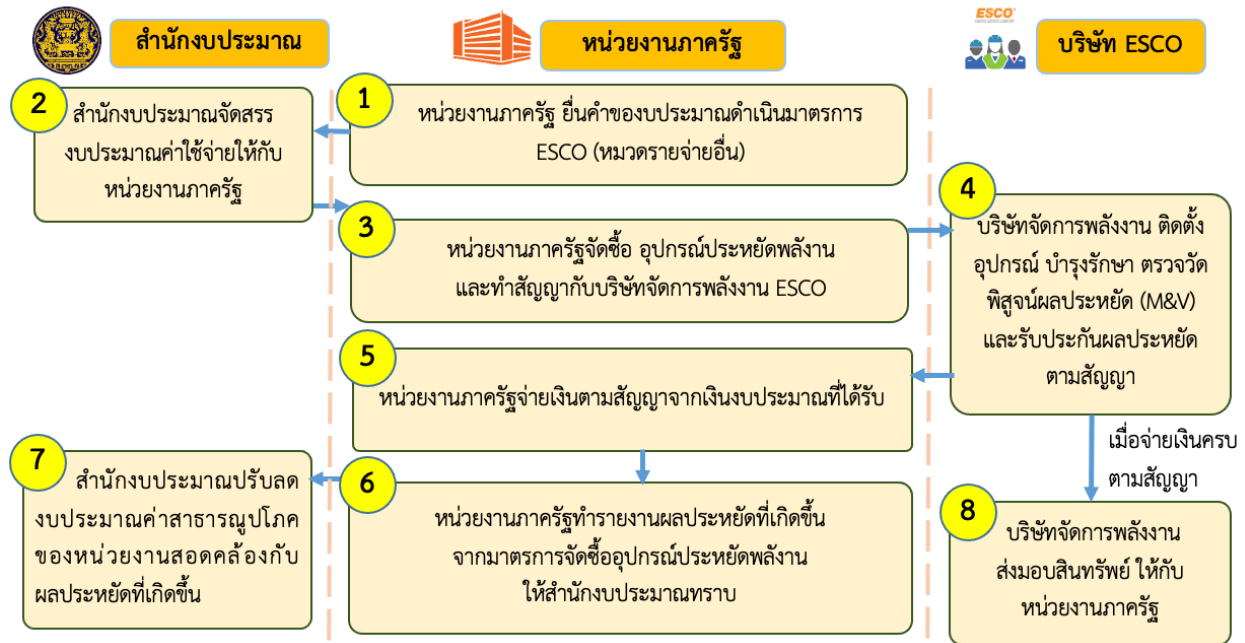 สำนักงบประมาณ
หน่วยงานภาครัฐ
ESCO
บริษัท ESCO
1
หน่วยงานภาครัฐ ยื่นคำของบประมาณดำเนินมาตรการ
ESCO (หมวดรายจ่ายอื่น)
2
สำนักงบประมาณจัดสรร
งบประมาณค่าใช้จ่ายให้กับ
หน่วยงานภาครัฐ
3
หน่วยงานภาครัฐจัดซื้อ อุปกรณ์ประหยัดพลังาน
และทำสัญญากับบริษัทจัดการพลังงาน ESCO
4
บริษัทจัดการพลังงาน ติดตั้ง
อุปกรณ์ บำรุงรักษา ตรวจวัด
พิสูจน์ผลประหยัด (M&V)
และรับประกันผลประหยัด
ตามสัญญา
5
หน่วยงานภาครัฐจ่ายเงินตามสัญญาจากเงินงบประมาณที่ได้รับ
6
หน่วยงานภาครัฐทำรายงานผลประหยัดที่เกิดขึ้น
จากมาตรการจัดซื้ออุปกรณ์ประหยัดพลังาน
ให้สำนักงบประมาณทราบ
7
สำนักงบประมาณปรับลด
งบประมาณค่าสาธารณูปโภค
ของหน่วยงานสอดคล้องกับ
ผลประหยัดที่เกิดขึ้น
เมื่อจ่ายเงินครบ
ตามสัญญา
8
บริษัทจัดการพลังงาน
ส่งมอบสินทรัพย์ ให้กับ
หน่วยงานภาครัฐ